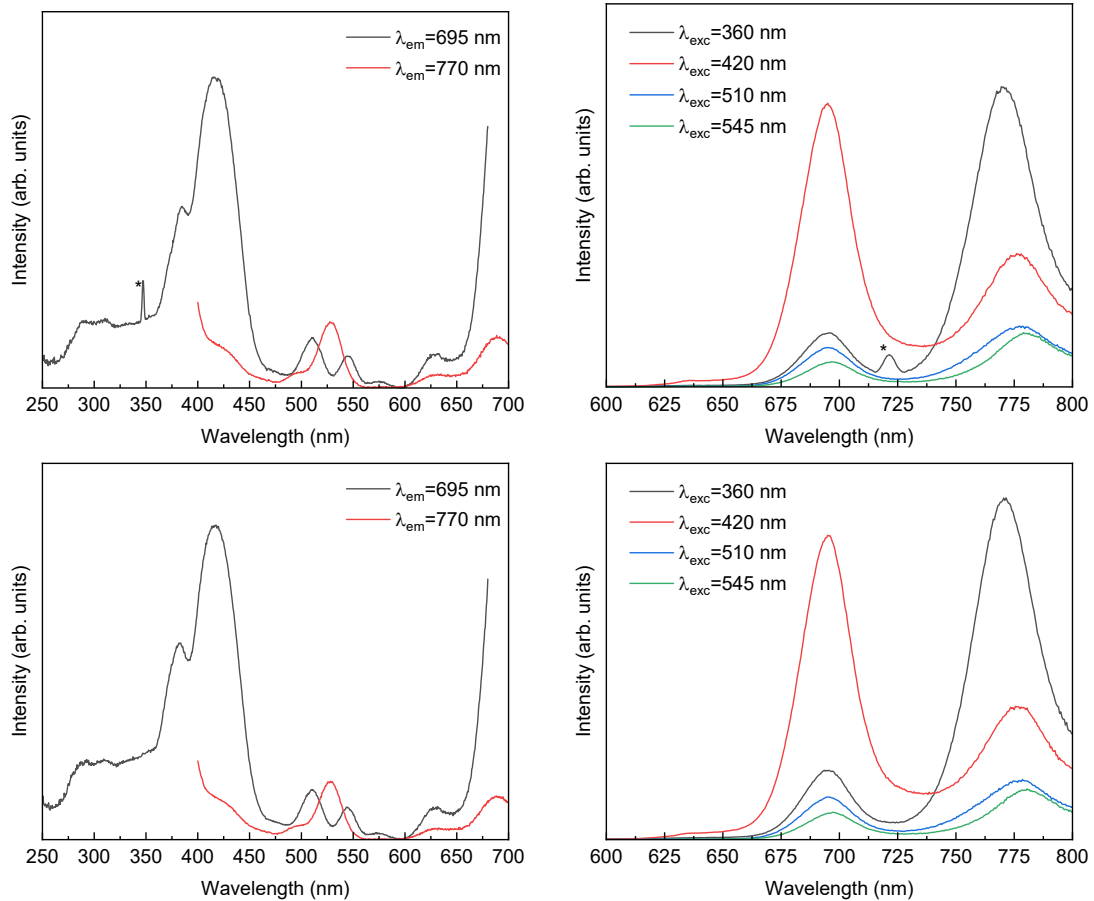 λem=695 nm
λem=770 nm
*
Intensity (arb. units)
250 300 350 400 450 500 550 600 650 700
Wavelength (nm)
λexc=360 nm
λexc=420 nm
λexc=510 nm
λexc=545 nm
*
Intensity (arb. units)
600 625 650 675 700 725 750 775 800
Wavelength (nm)
λem=695 nm
λem=770 nm
Intensity (arb. units)
250 300 350 400 450 500 550 600 650 700
Wavelength (nm)
λexc=360 nm
λexc=420 nm
λexc=510 nm
λexc=545 nm
Intensity (arb. units)
600 625 650 675 700 725 750 775 800
Wavelength (nm)